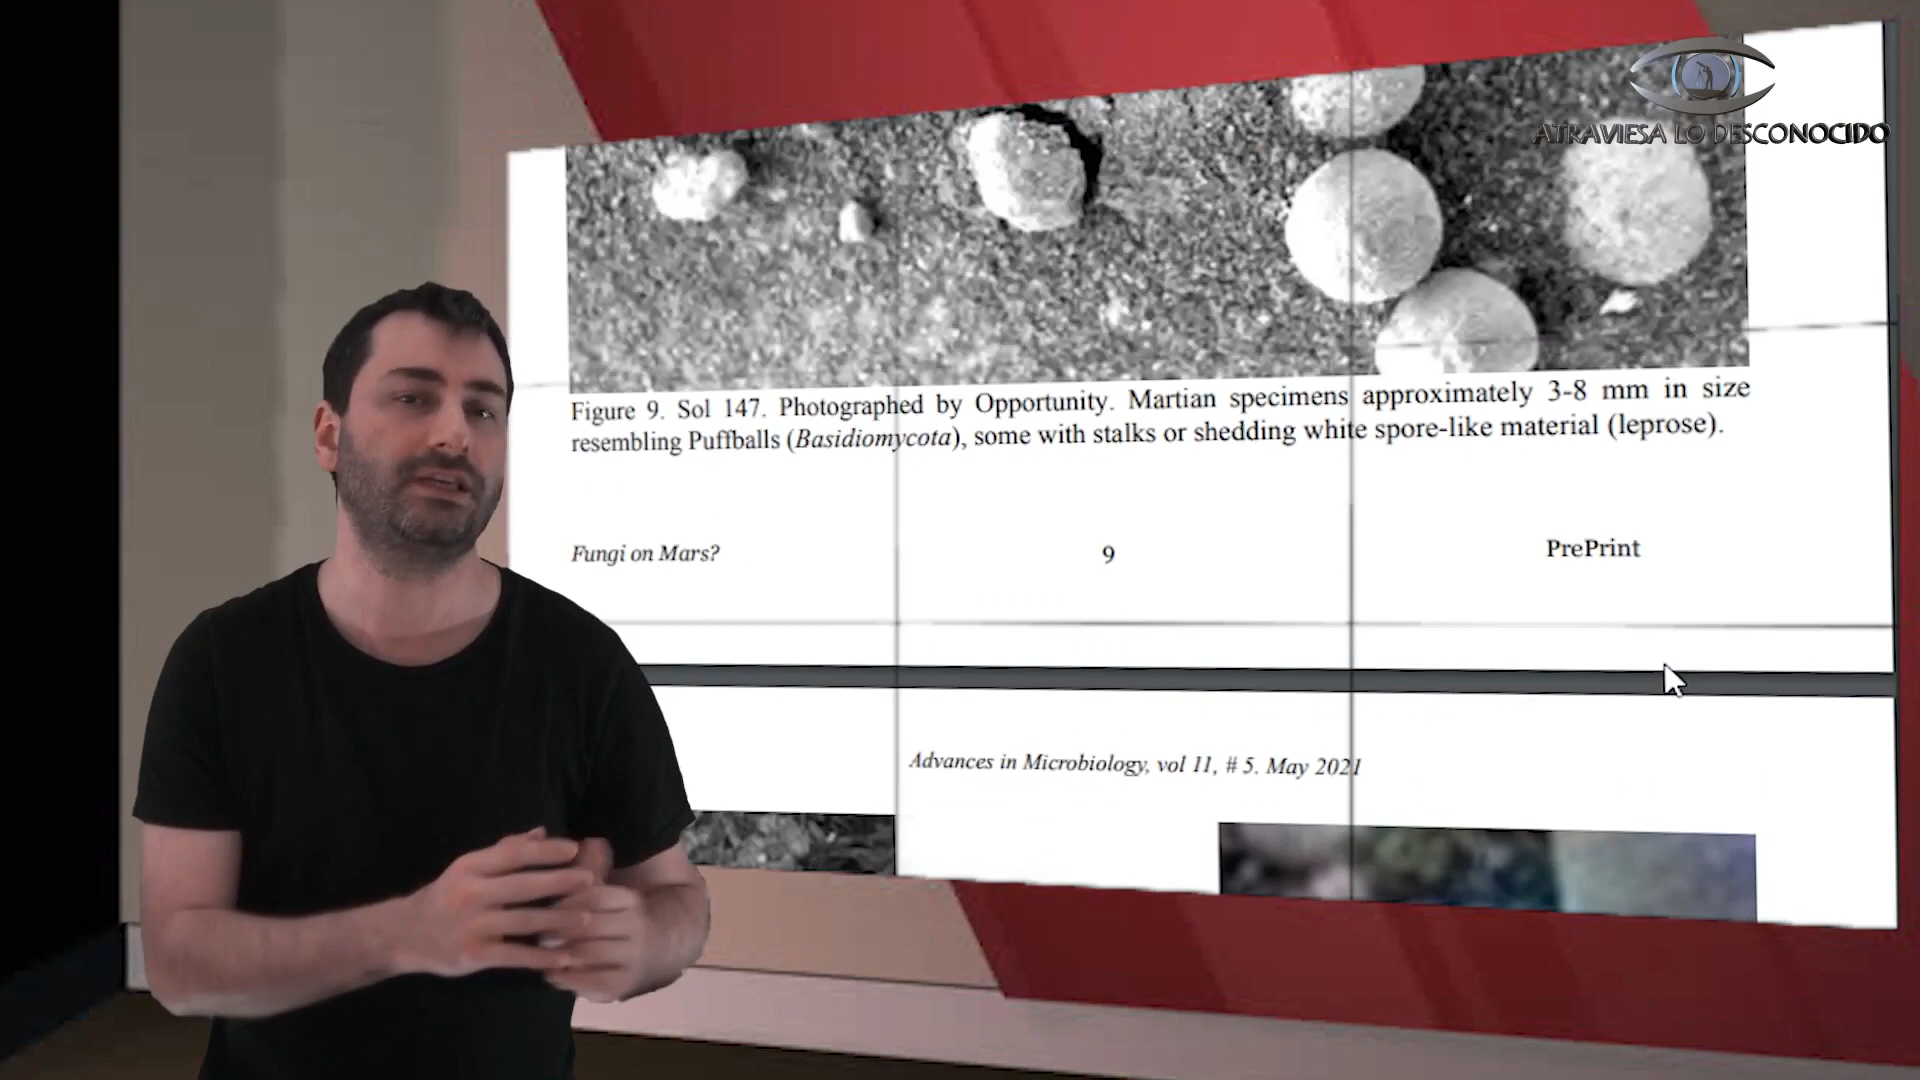 ATRAVIESA LO DESCONOCIDO
Figure 9. Sol 147. Photographed by Opportunity. Martian specimens approximately 3-8 mm in size
resembling Puffballs (Basidiomycota), some with stalks or shedding white spore-like material (leprose).
Fungi on Mars? 9 PrePrint
Advances in Microbiology, vol 11, # 5. May 2021